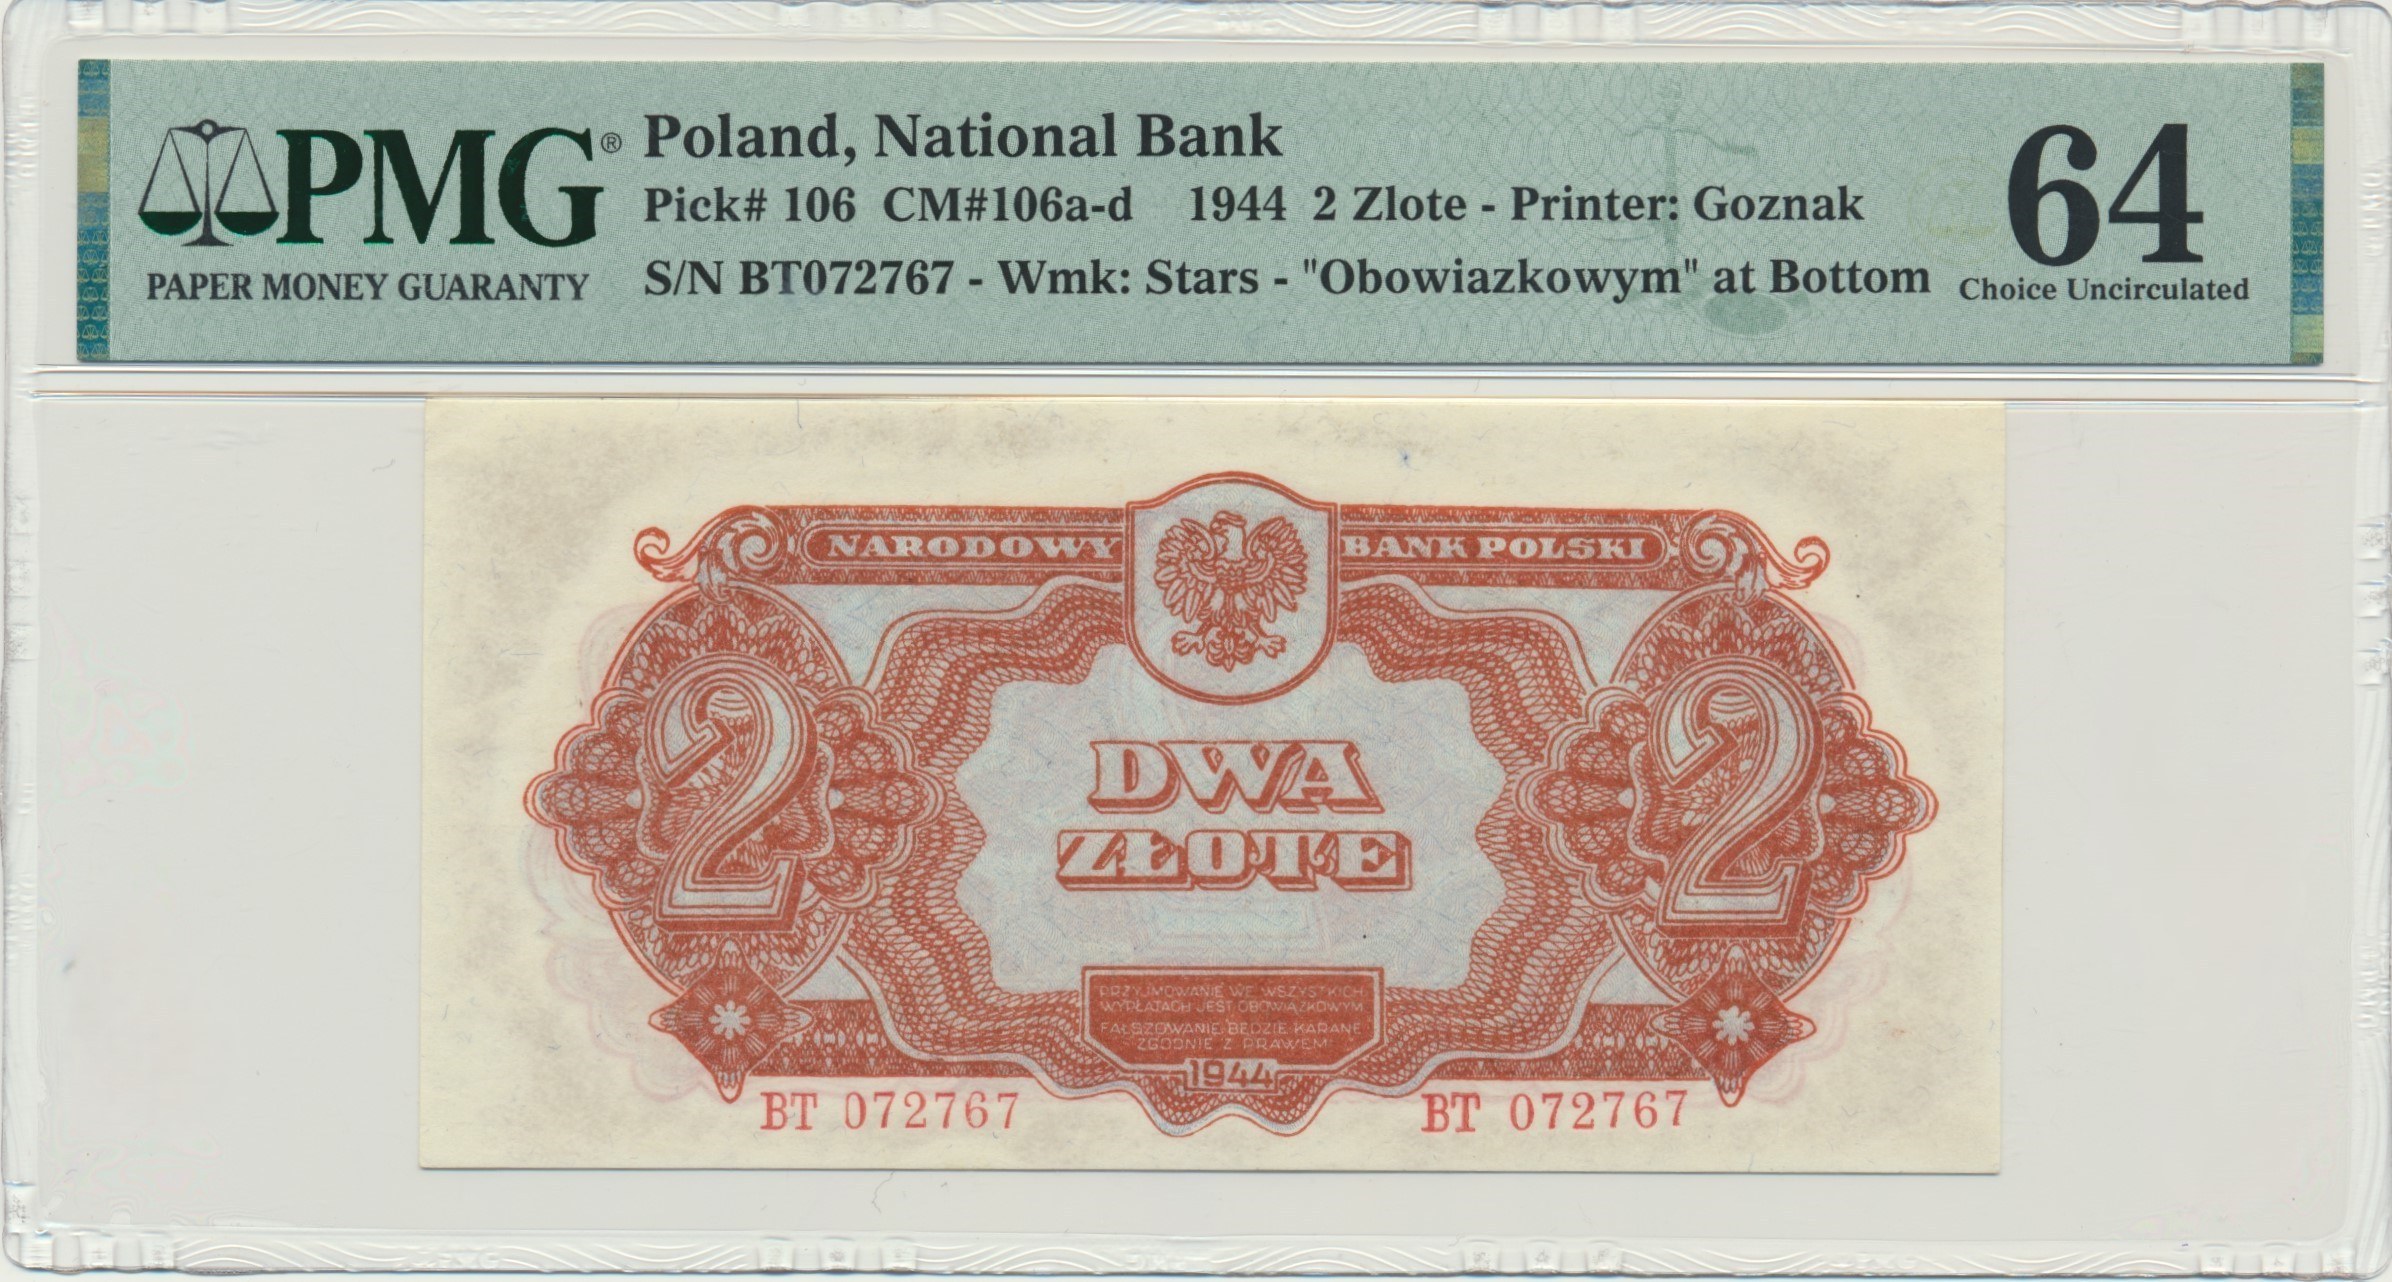 PMG®
PAPER MONEY GUARANTY
Poland, National Bank
Pick# 106 CM#106a-d 1944 2 Zlote - Printer: Goznak
S/N BT072767 - Wmk: Stars - "Obowiazkowym" at Bottom
64
Choice Uncirculated
NARODOWY BANK POLSKI
2 2
DWA
ZŁOTE
PRZYJMOWANIE WE WSZYSTKICH
WYPŁATACH JEST OBOWIĄZKOWYM
FAŁSZOWANIE BĘDZIE KARANE
ZGODNIE Z PRAWEM
1944
BT 072767 BT 072767